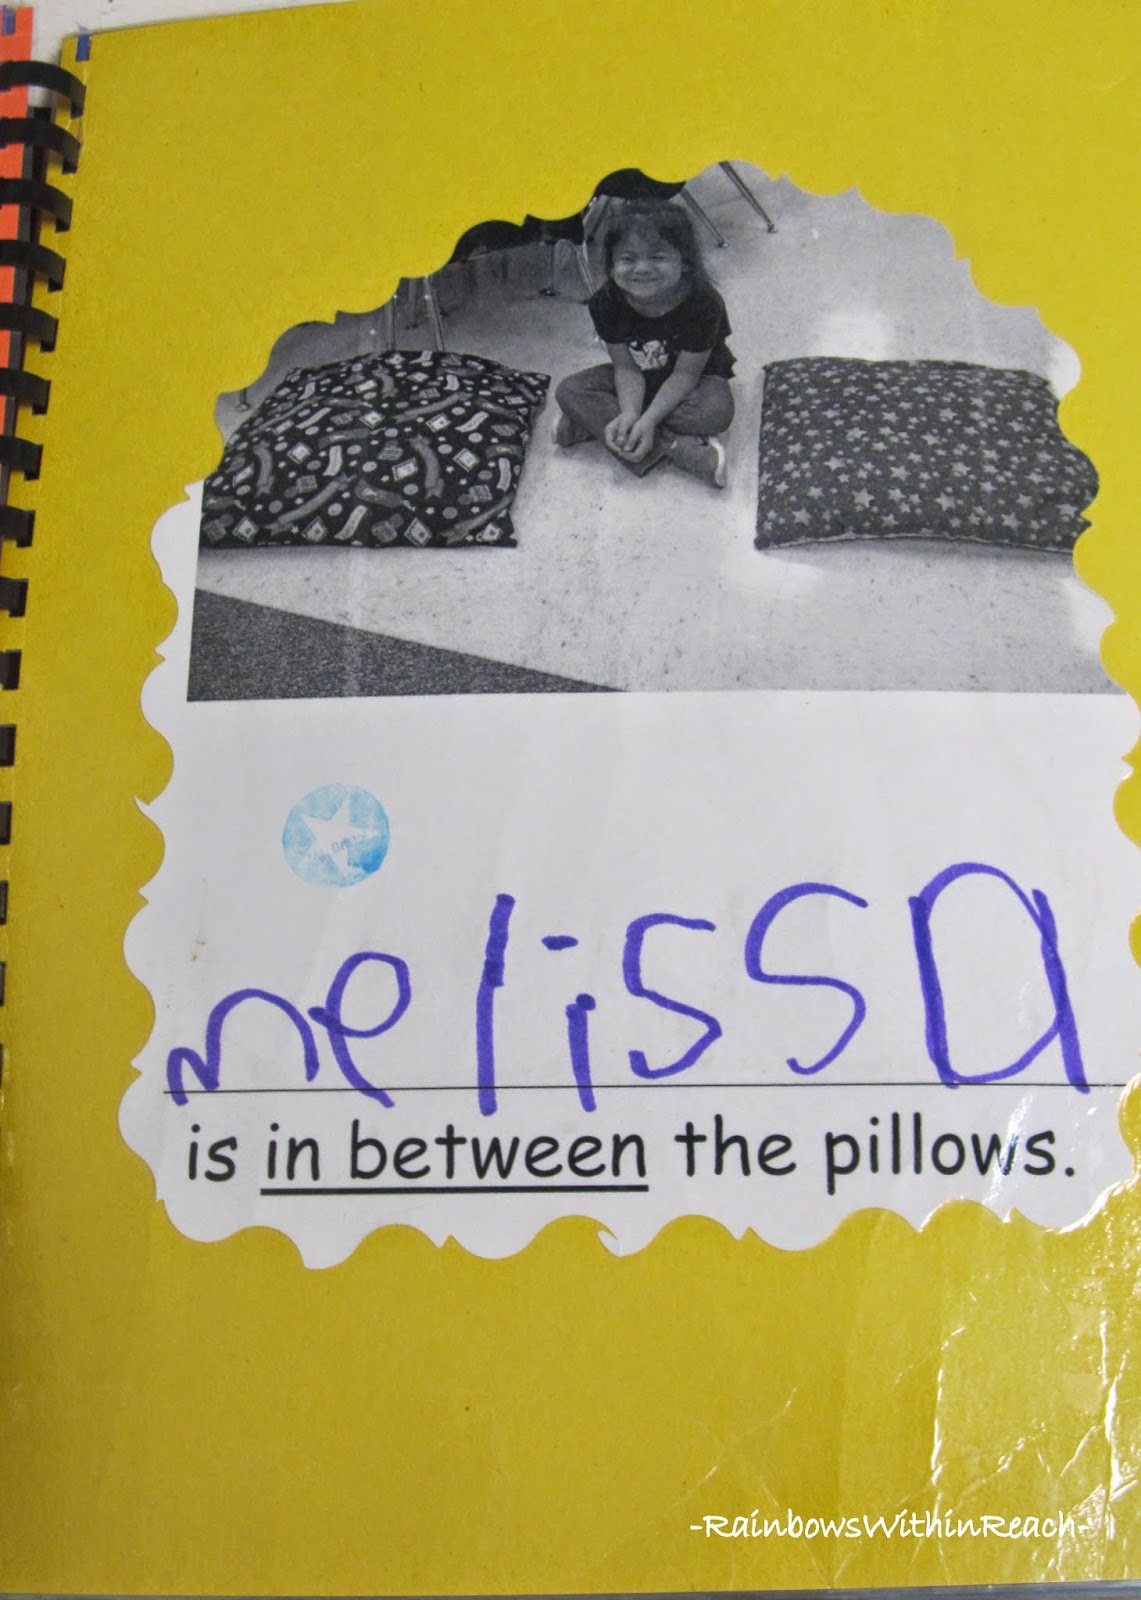 melissa
is in between the pillows.
-RainbowsWithinReach-